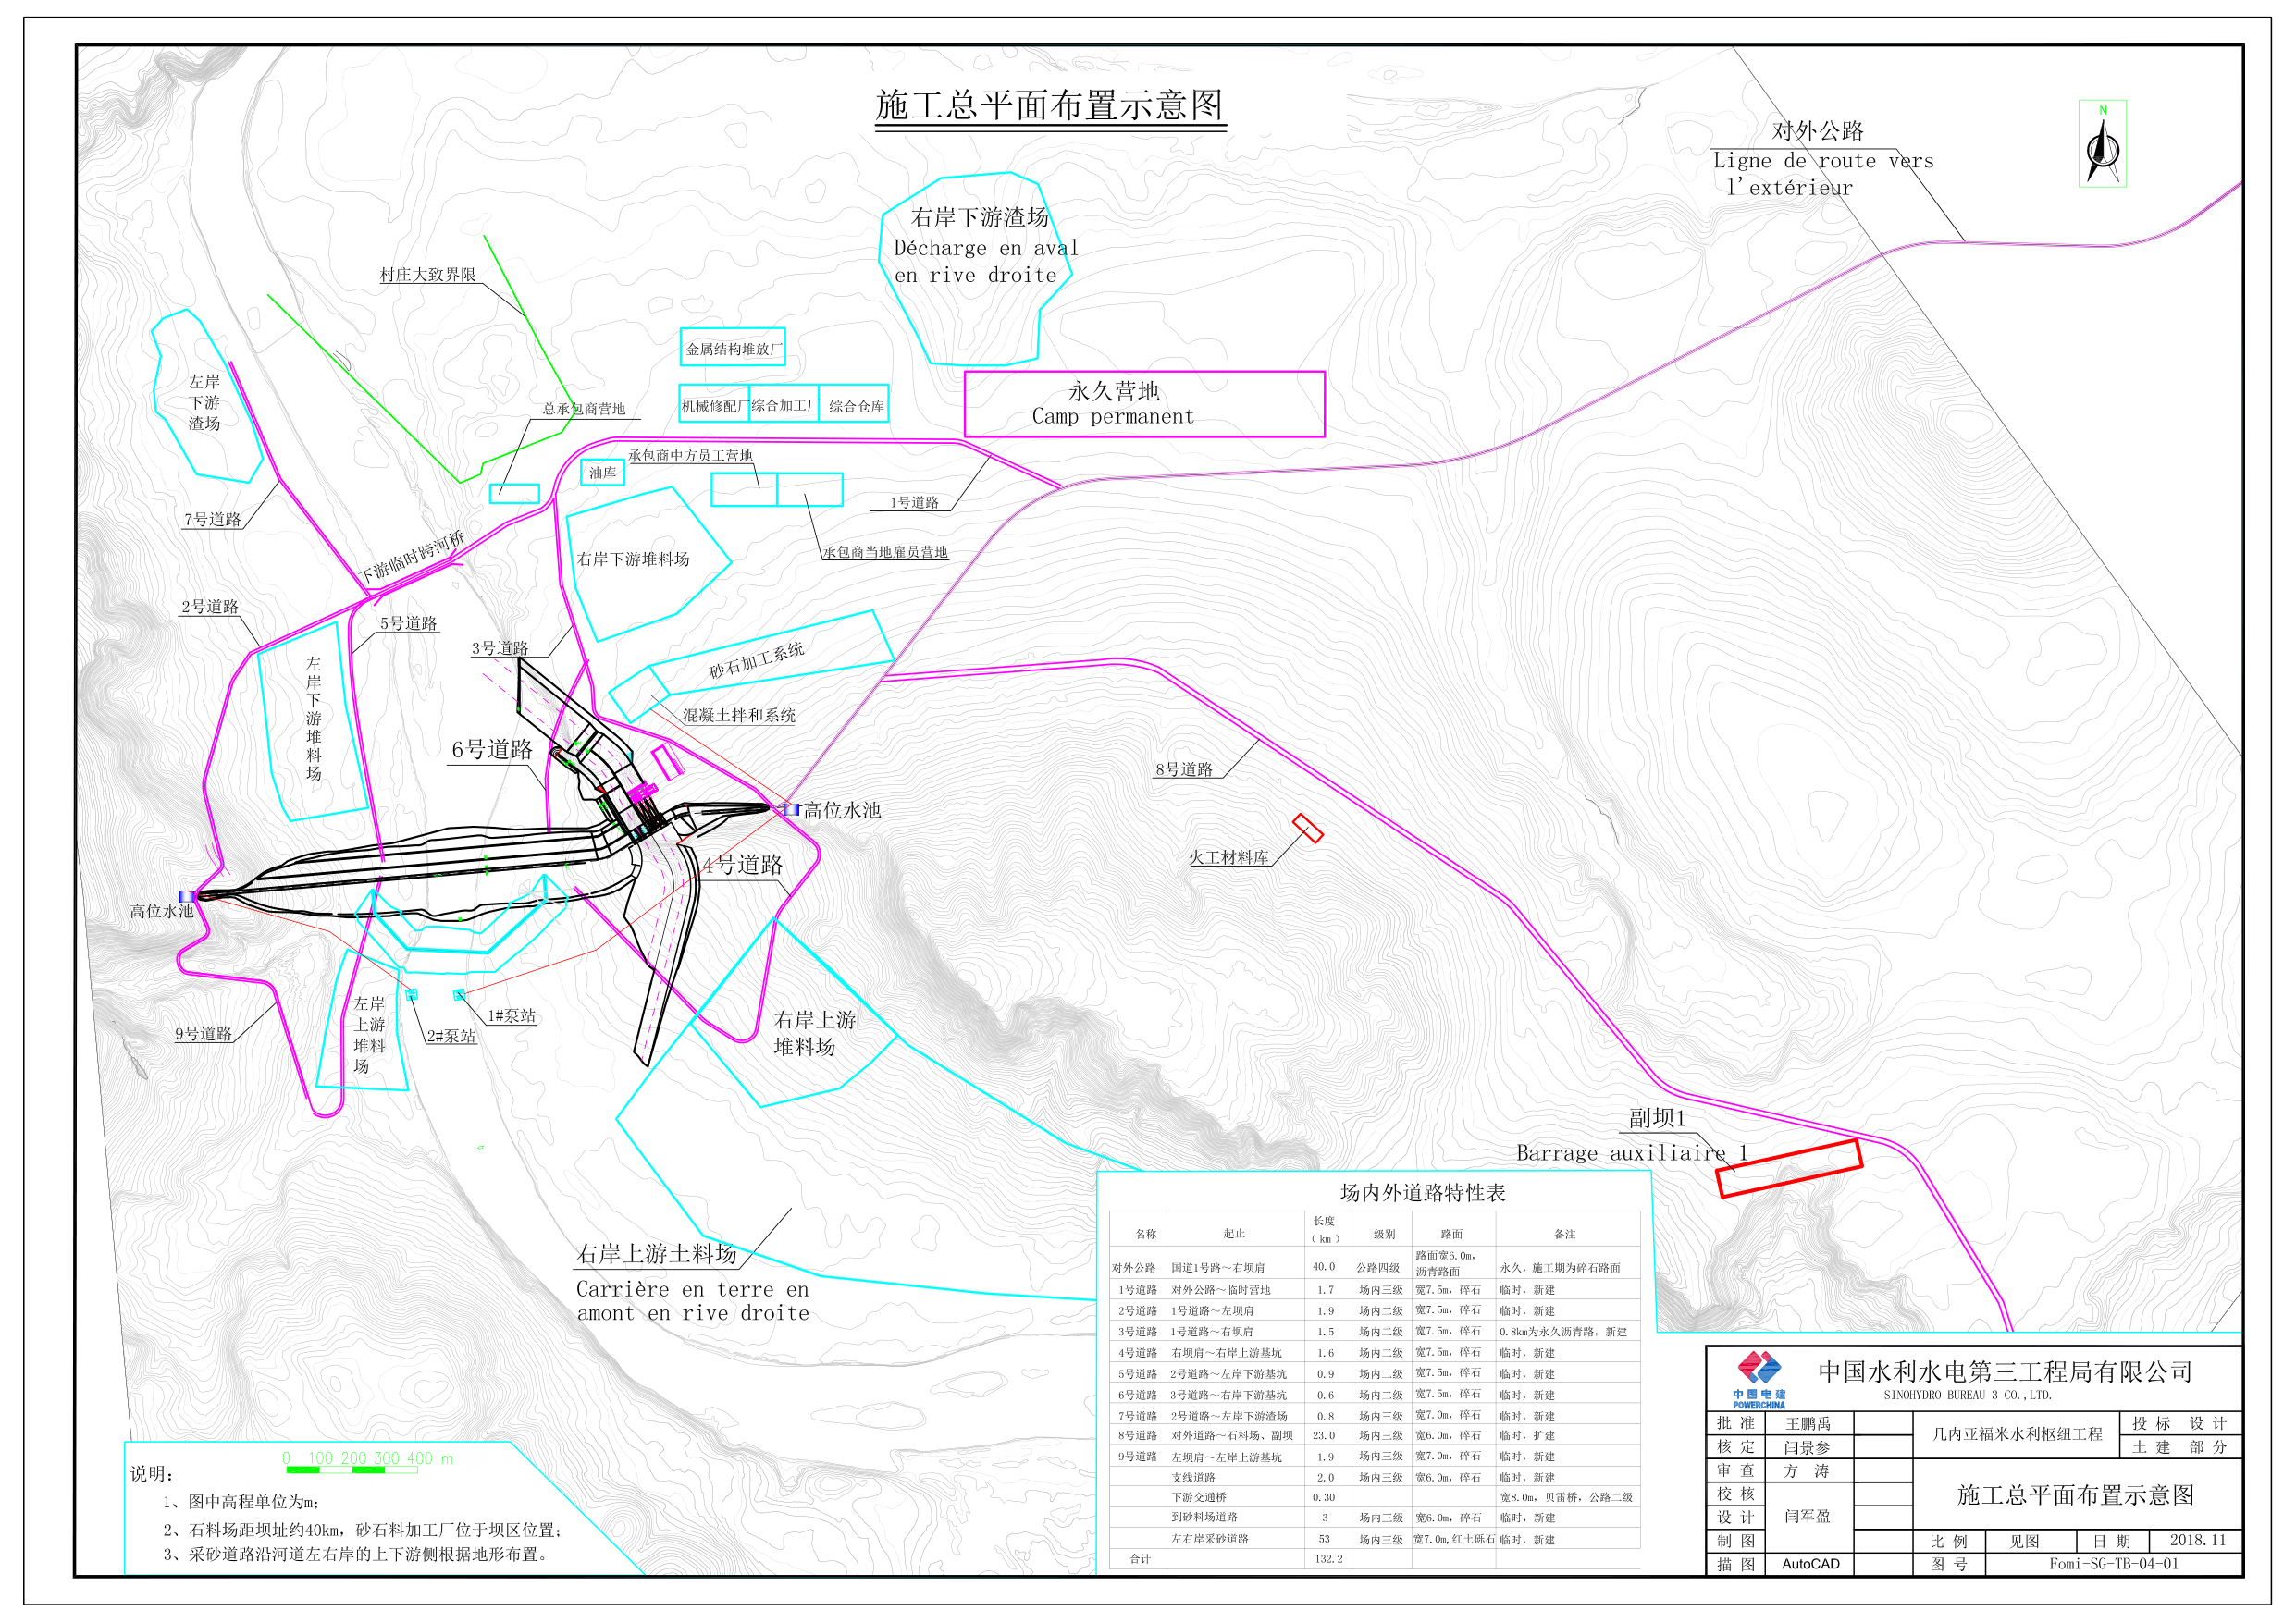 施工总平面布置示意图
对外公路
Ligne de route vers
l'extérieur
N
右岸下游渣场
Décharge en aval
en rive droite
村庄大致界限
金属结构堆放厂
左岸
下游
渣场
永久营地
Camp permanent
机械修配厂
综合加工厂
综合仓库
总承包商营地
承包商中方员工营地
油库
1号道路
7号道路
承包商当地雇员营地
下游临时跨河桥
右岸下游堆料场
2号道路
5号道路
3号道路
左
岸
下
游
堆
料
场
砂石加工系统
混凝土拌和系统
6号道路
8号道路
高位水池
火工材料库
4号道路
高位水池
左岸
上游
堆料
场
1#泵站
2#泵站
9号道路
右岸上游
堆料场
副坝1
Barrage auxiliaire 1
右岸上游土料场
Carrière en terre en
amont en rive droite
场内外道路特性表
名称 起止 长度(km) 级别 路面 备注
对外公路 国道1号路～右坝肩 40.0 公路四级 路面宽6.0m,沥青路面 永久,施工期为碎石路面
1号道路 对外公路～临时营地 1.7 场内三级 宽7.5m,碎石 临时,新建
2号道路 1号道路～左坝肩 1.9 场内二级 宽7.5m,碎石 临时,新建
3号道路 1号道路～右坝肩 1.5 场内二级 宽7.5m,碎石 0.8km为永久沥青路,新建
4号道路 右坝肩～右岸上游基坑 1.6 场内二级 宽7.5m,碎石 临时,新建
5号道路 2号道路～左岸下游基坑 0.9 场内二级 宽7.5m,碎石 临时,新建
6号道路 3号道路～右岸下游基坑 0.6 场内二级 宽7.5m,碎石 临时,新建
7号道路 2号道路～左岸下游渣场 0.8 场内三级 宽7.0m,碎石 临时,新建
8号道路 对外道路～石料场、副坝 23.0 场内三级 宽6.0m,碎石 临时,扩建
9号道路 左坝肩～左岸上游基坑 1.9 场内三级 宽7.0m,碎石 临时,新建
支线道路 2.0 场内三级 宽6.0m,碎石 临时,新建
下游交通桥 0.30 宽8.0m,贝雷桥,公路二级
到砂料场道路 3 场内三级 宽6.0m,碎石 临时,新建
左右岸采砂道路 53 场内三级 宽7.0m,红土砾石 临时,新建
合计 132.2
0 100 200 300 400 m
说明：
1、图中高程单位为m；
2、石料场距坝址约40km，砂石料加工厂位于坝区位置；
3、采砂道路沿河道左右岸的上下游侧根据地形布置。
中国电建
POWERCHINA
中国水利水电第三工程局有限公司
SINOHYDRO BUREAU 3 CO.,LTD.
批准 王鹏禹 几内亚福米水利枢纽工程 投标 设计
核定 闫景参 土建 部分
审查 方涛 施工总平面布置示意图
校核
设计 闫军盈
制图 比例 见图 日期 2018.11
描图 AutoCAD 图号 Fomi-SG-TB-04-01